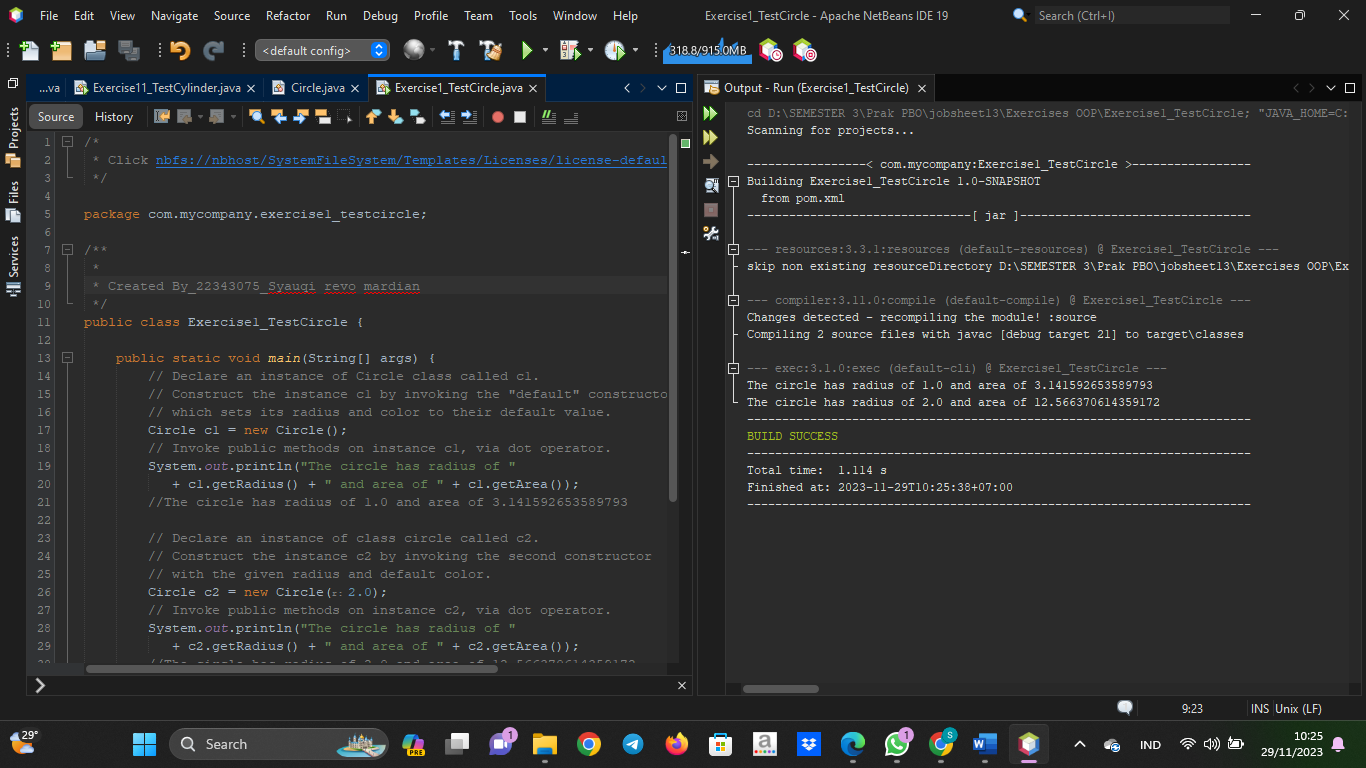 File Edit View Navigate Source Refactor Run Debug Profile Team Tools Window Help
Exercise1_TestCircle - Apache NetBeans IDE 19
Search (Ctrl+I)
<default config>
318.8/915.0MB
...va
Exercise11_TestCylinder.java
Circle.java
Exercise1_TestCircle.java
Projects
Files
Services
Source History
1 /*
2 * Click nbfs://nbhost/SystemFileSystem/Templates/Licenses/license-defaul
3 */
4
5 package com.mycompany.exercise1_testcircle;
6
7 /**
8 *
9 * Created By_22343075_Syauqi revo mardian
10 */
11 public class Exercise1_TestCircle {
12
13 public static void main(String[] args) {
14 // Declare an instance of Circle class called c1.
15 // Construct the instance c1 by invoking the "default" constructo
16 // which sets its radius and color to their default value.
17 Circle c1 = new Circle();
18 // Invoke public methods on instance c1, via dot operator.
19 System.out.println("The circle has radius of "
20 + c1.getRadius() + " and area of " + c1.getArea());
21 //The circle has radius of 1.0 and area of 3.141592653589793
22
23 // Declare an instance of class circle called c2.
24 // Construct the instance c2 by invoking the second constructor
25 // with the given radius and default color.
26 Circle c2 = new Circle(r: 2.0);
27 // Invoke public methods on instance c2, via dot operator.
28 System.out.println("The circle has radius of "
29 + c2.getRadius() + " and area of " + c2.getArea());
30 //The circle has radius of 2.0 and area of 12.566370614359172
Output - Run (Exercise1_TestCircle)
cd D:\SEMESTER 3\Prak PBO\jobsheet13\Exercises OOP\Exercise1_TestCircle; "JAVA_HOME=C:
Scanning for projects...
-----------------< com.mycompany:Exercise1_TestCircle >-----------------
Building Exercise1_TestCircle 1.0-SNAPSHOT
from pom.xml
--------------------------------[ jar ]---------------------------------
--- resources:3.3.1:resources (default-resources) @ Exercise1_TestCircle ---
skip non existing resourceDirectory D:\SEMESTER 3\Prak PBO\jobsheet13\Exercises OOP\Ex
--- compiler:3.11.0:compile (default-compile) @ Exercise1_TestCircle ---
Changes detected - recompiling the module! :source
Compiling 2 source files with javac [debug target 21] to target\classes
--- exec:3.1.0:exec (default-cli) @ Exercise1_TestCircle ---
The circle has radius of 1.0 and area of 3.141592653589793
The circle has radius of 2.0 and area of 12.566370614359172
------------------------------------------------------------------------
BUILD SUCCESS
------------------------------------------------------------------------
Total time: 1.114 s
Finished at: 2023-11-29T10:25:38+07:00
------------------------------------------------------------------------
9:23
INS Unix (LF)
29°
Search
PRE
1
a
1
S
W
IND
10:25
29/11/2023